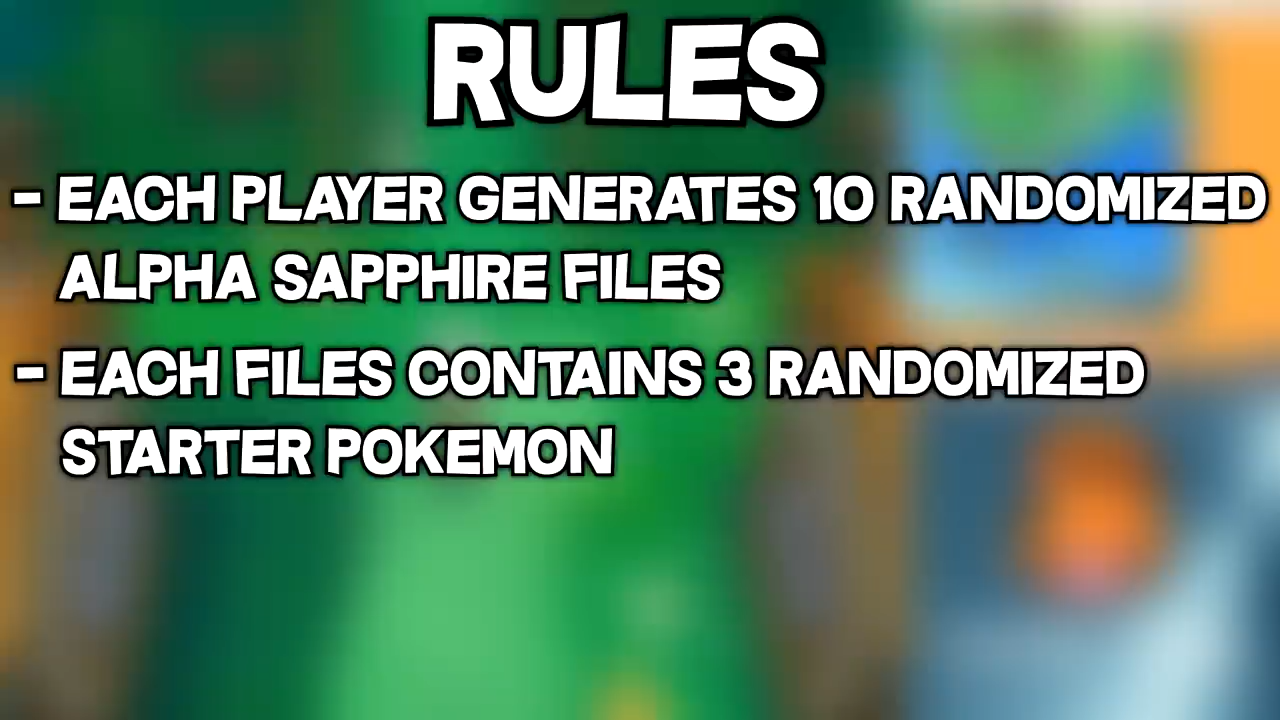 RULES
- EACH PLAYER GENERATES 10 RANDOMIZED
ALPHA SAPPHIRE FILES
- EACH FILES CONTAINS 3 RANDOMIZED
STARTER POKEMON